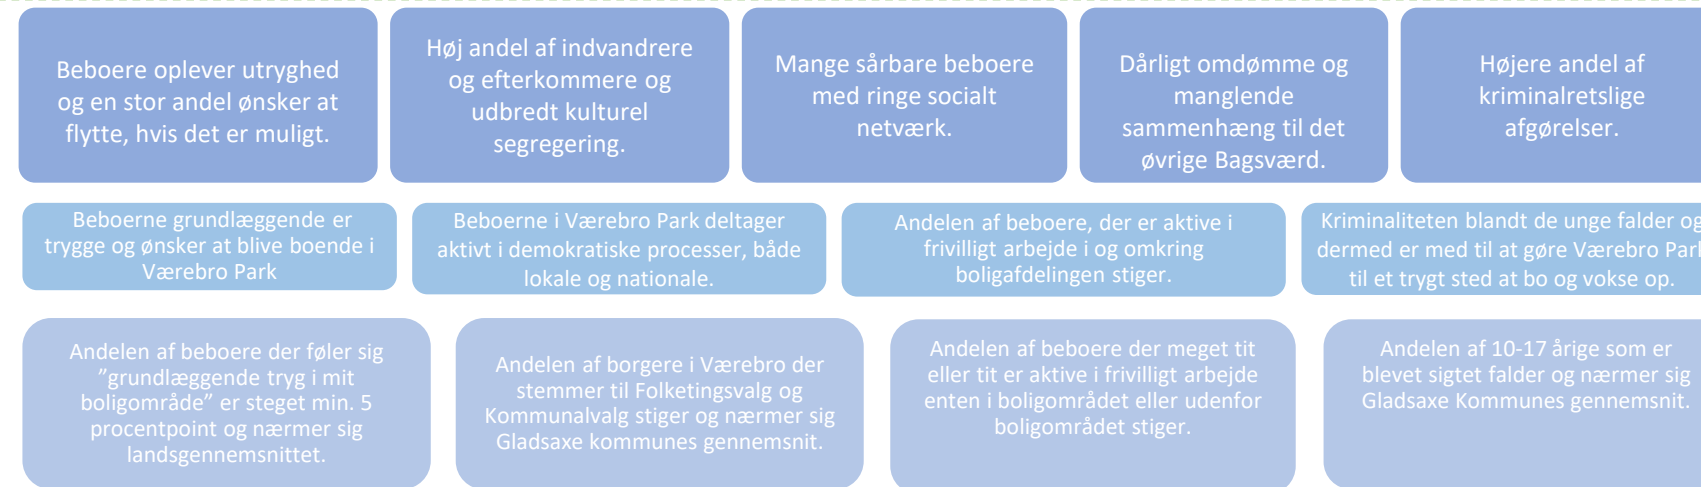 Beboere oplever utryghed
og en stor andel ønsker at
flytte, hvis det er muligt.
Høj andel af indvandrere
og efterkommere og
udbredt kulturel
segregering.
Mange sårbare beboere
med ringe socialt
netværk.
Dårligt omdømme og
manglende
sammenhæng til det
øvrige Bagsværd.
Højere andel af
kriminalretslige
afgørelser.
Beboerne grundlæggende er
trygge og ønsker at blive boende i
Værebro Park
Beboerne i Værebro Park deltager
aktivt i demokratiske processer, både
lokale og nationale.
Andelen af beboere, der er aktive i
frivilligt arbejde i og omkring
boligafdelingen stiger.
Kriminaliteten blandt de unge falder og
dermed er med til at gøre Værebro Park
til et trygt sted at bo og vokse op.
Andelen af beboere der føler sig
”grundlæggende tryg i mit
boligområde” er steget min. 5
procentpoint og nærmer sig
landsgennemsnittet.
Andelen af borgere i Værebro der
stemmer til Folketingsvalg og
Kommunalvalg stiger og nærmer sig
Gladsaxe kommunes gennemsnit.
Andelen af beboere der meget tit
eller tit er aktive i frivilligt arbejde
enten i boligområdet eller udenfor
boligområdet stiger.
Andelen af 10-17 årige som er
blevet sigtet falder og nærmer sig
Gladsaxe Kommunes gennemsnit.